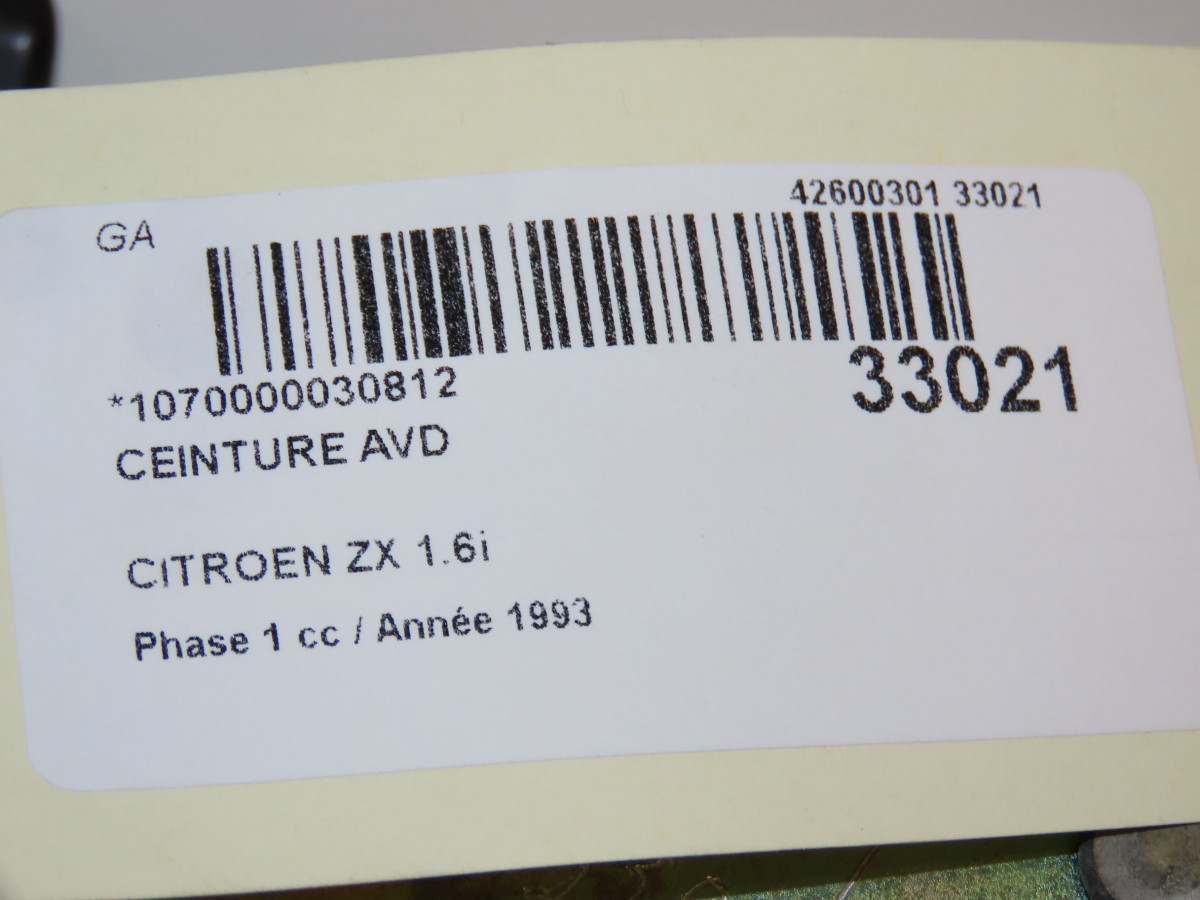 42600301 33021
GA
33021
*1070000030812
CEINTURE AVD
CITROEN ZX 1.6i
Phase 1 cc / Année 1993